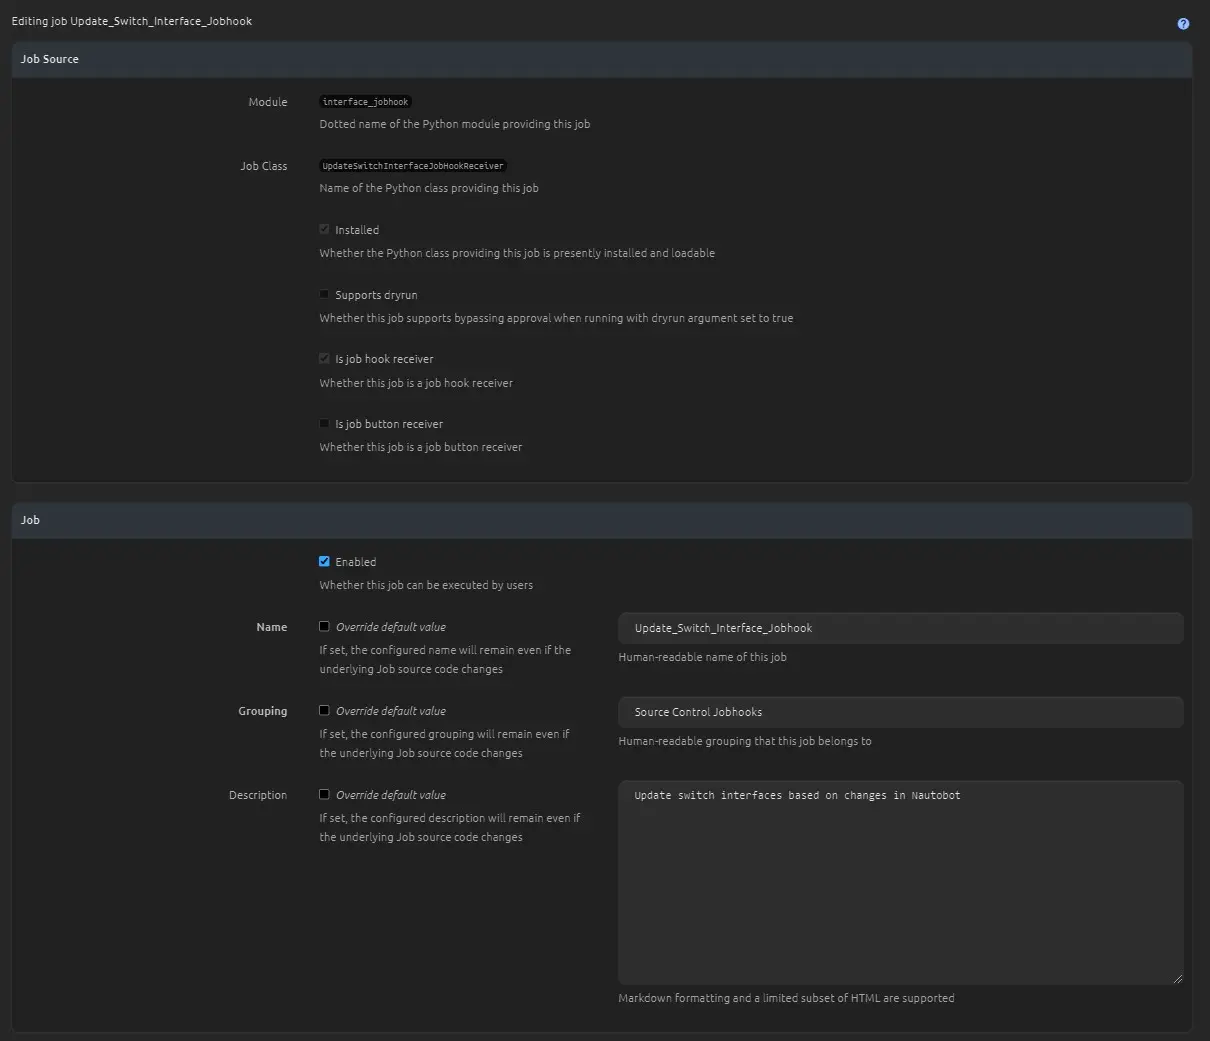 Editing job Update_Switch_Interface_Jobhook
?
Job Source
Module
interface_jobhook
Dotted name of the Python module providing this job
Job Class
UpdateSwitchInterfaceJobHookReceiver
Name of the Python class providing this job
Installed
Whether the Python class providing this job is presently installed and loadable
Supports dryrun
Whether this job supports bypassing approval when running with dryrun argument set to true
Is job hook receiver
Whether this job is a job hook receiver
Is job button receiver
Whether this job is a job button receiver
Job
Enabled
Whether this job can be executed by users
Name
Override default value
If set, the configured name will remain even if the
underlying Job source code changes
Update_Switch_Interface_Jobhook
Human-readable name of this job
Grouping
Override default value
If set, the configured grouping will remain even if
the underlying Job source code changes
Source Control Jobhooks
Human-readable grouping that this job belongs to
Description
Override default value
If set, the configured description will remain even if
the underlying Job source code changes
Update switch interfaces based on changes in Nautobot
Markdown formatting and a limited subset of HTML are supported